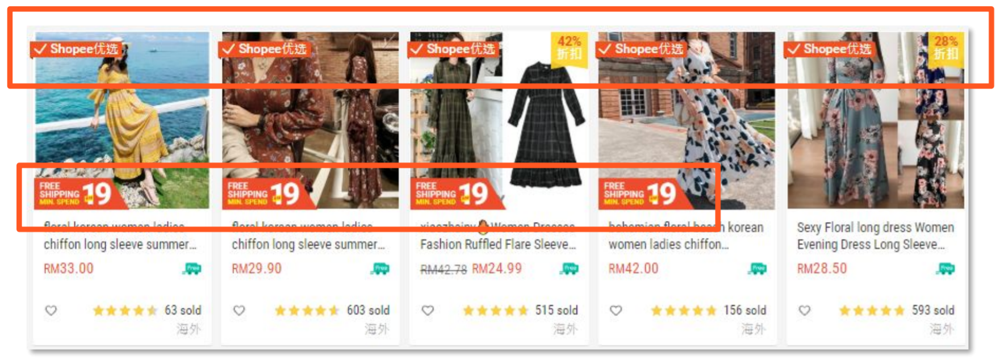 Shopee优选
FREE
SHIPPING
MIN. SPEND RM 19
floral korean women ladies
chiffon long sleeve summer...
RM33.00
Free
63 sold
海外
Shopee优选
FREE
SHIPPING
MIN. SPEND RM 19
floral korean women ladies
chiffon long sleeve summer...
RM29.90
Free
603 sold
海外
Shopee优选
42%
折扣
FREE
SHIPPING
MIN. SPEND RM 19
Women Dresses
Fashion Ruffled Flare Sleeve...
RM42.78 RM24.99
Free
515 sold
海外
Shopee优选
FREE
SHIPPING
MIN. SPEND RM 19
bohemian floral beach korean
women ladies chiffon...
RM42.00
Free
156 sold
海外
Shopee优选
28%
折扣
Sexy Floral long dress Women
Evening Dress Long Sleeve...
RM28.50
Free
593 sold
海外